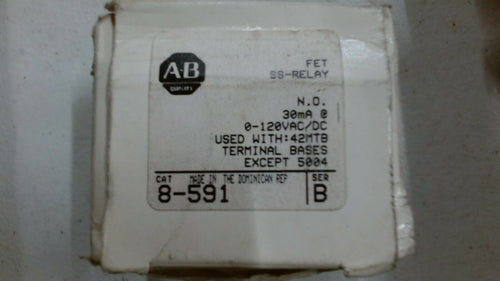 AB
QUALITY
FET
SS-RELAY
N.O.
30mA @
0-120VAC/DC
USED WITH:42MTB
TERMINAL BASES
EXCEPT 5004
CAT MADE IN THE DOMINICAN REP SER
8-591 B